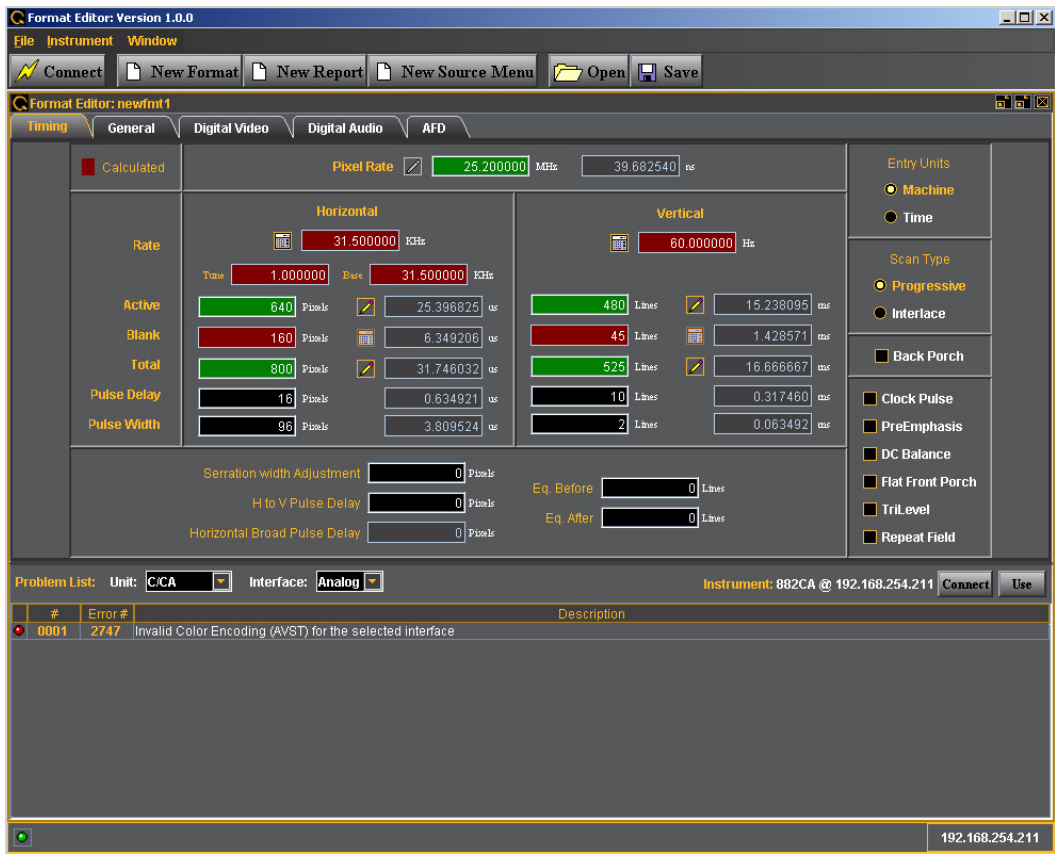 Format Editor: Version 1.0.0
File Instrument Window
Connect New Format New Report New Source Menu Open Save
Format Editor: newfmt1
Timing General Digital Video Digital Audio AFD
Calculated
Pixel Rate 25.200000 MHz 39.682540 ns
Entry Units
Machine
Time
Horizontal Vertical
Rate 31.500000 KHz 60.000000 Hz
Tune 1.000000 Base 31.500000 KHz
Scan Type
Progressive
Interlace
Active 640 Pixels 25.396825 us 480 Lines 15.238095 ms
Blank 160 Pixels 6.349206 us 45 Lines 1.428571 ms
Total 800 Pixels 31.746032 us 525 Lines 16.666667 ms
Pulse Delay 16 Pixels 0.634921 us 10 Lines 0.317460 ms
Pulse Width 96 Pixels 3.809524 us 2 Lines 0.063492 ms
Back Porch
Clock Pulse
PreEmphasis
DC Balance
Flat Front Porch
TriLevel
Repeat Field
Serration width Adjustment 0 Pixels
H to V Pulse Delay 0 Pixels
Horizontal Broad Pulse Delay 0 Pixels
Eq. Before 0 Lines
Eq. After 0 Lines
Problem List: Unit: C/CA Interface: Analog Instrument: 882CA @ 192.168.254.211 Connect Use
# Error # Description
0001 2747 Invalid Color Encoding (AVST) for the selected interface
192.168.254.211